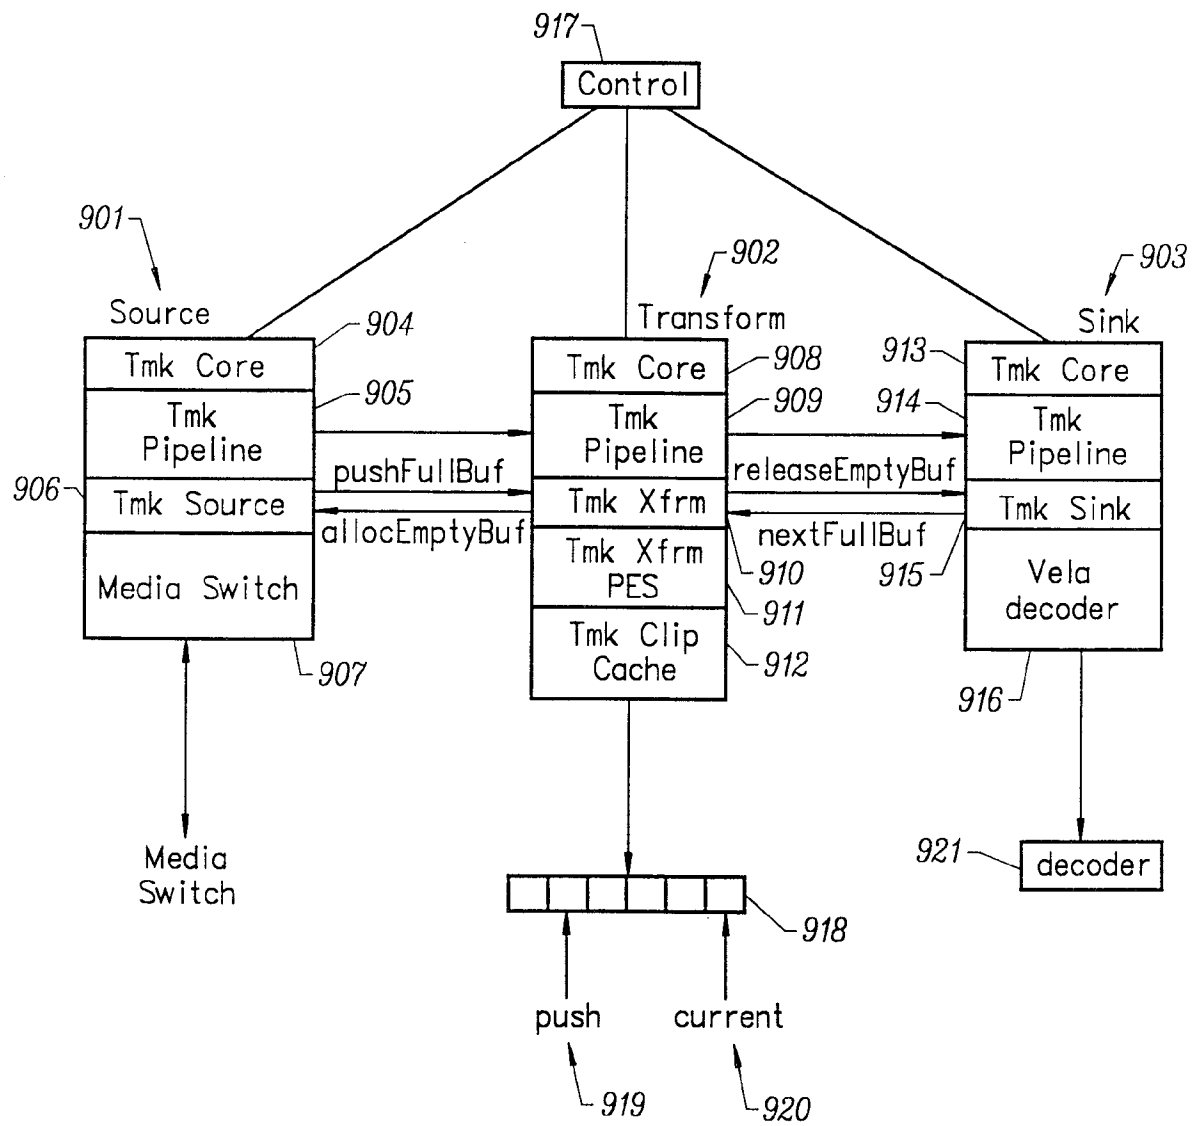 917
Control
901
902
903
Source
Transform
Sink
904
908
913
Tmk Core
Tmk Core
Tmk Core
905
909
914
Tmk
Pipeline
Tmk
Pipeline
Tmk
Pipeline
pushFullBuf
releaseEmptyBuf
906
Tmk Source
Tmk Xfrm
Tmk Sink
allocEmptyBuf
nextFullBuf
910
915
Media Switch
Tmk Xfrm
PES
Vela
decoder
911
Tmk Clip
Cache
912
907
916
Media
Switch
921
decoder
918
push
current
919
920